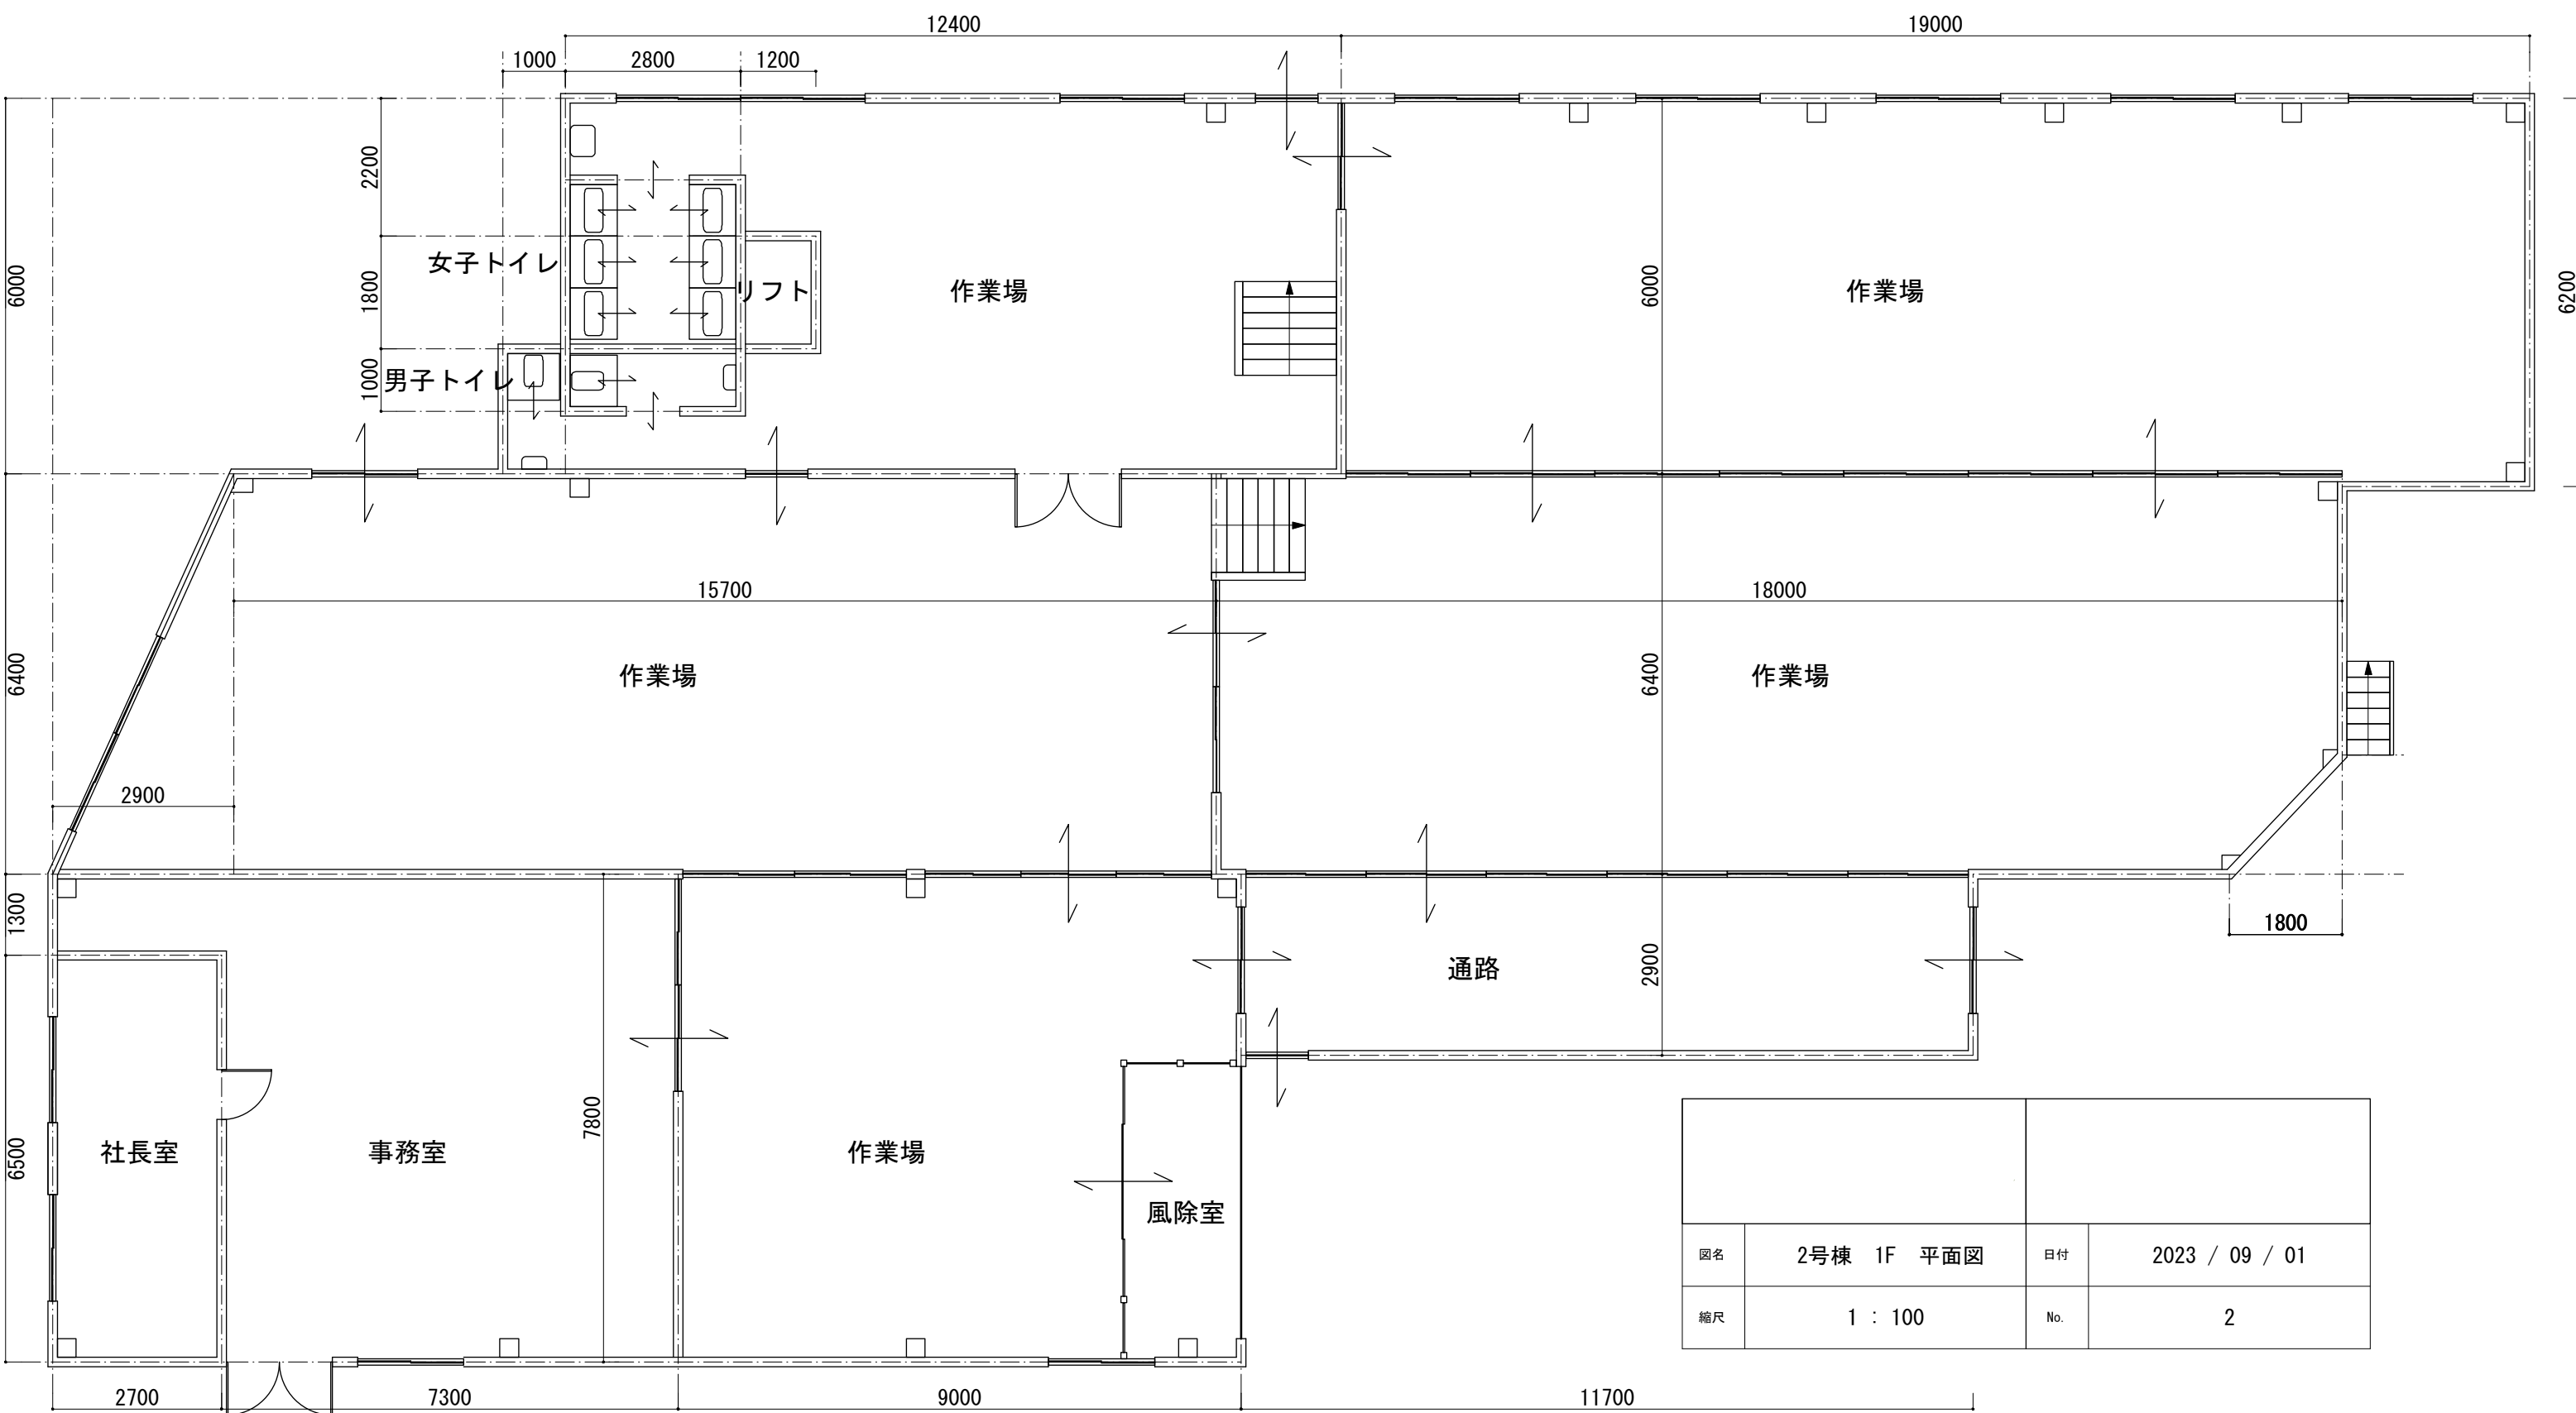 12400
19000
1000
2800
1200
2200
6000
女子トイレ
1800
リフト
作業場
6000
作業場
6200
1000
男子トイレ
15700
18000
6400
作業場
6400
作業場
2900
1300
1800
通路
2900
7800
6500
社長室
事務室
作業場
風除室
図名
2号棟 1F 平面図
日付
2023 / 09 / 01
縮尺
1 : 100
No.
2
2700
7300
9000
11700